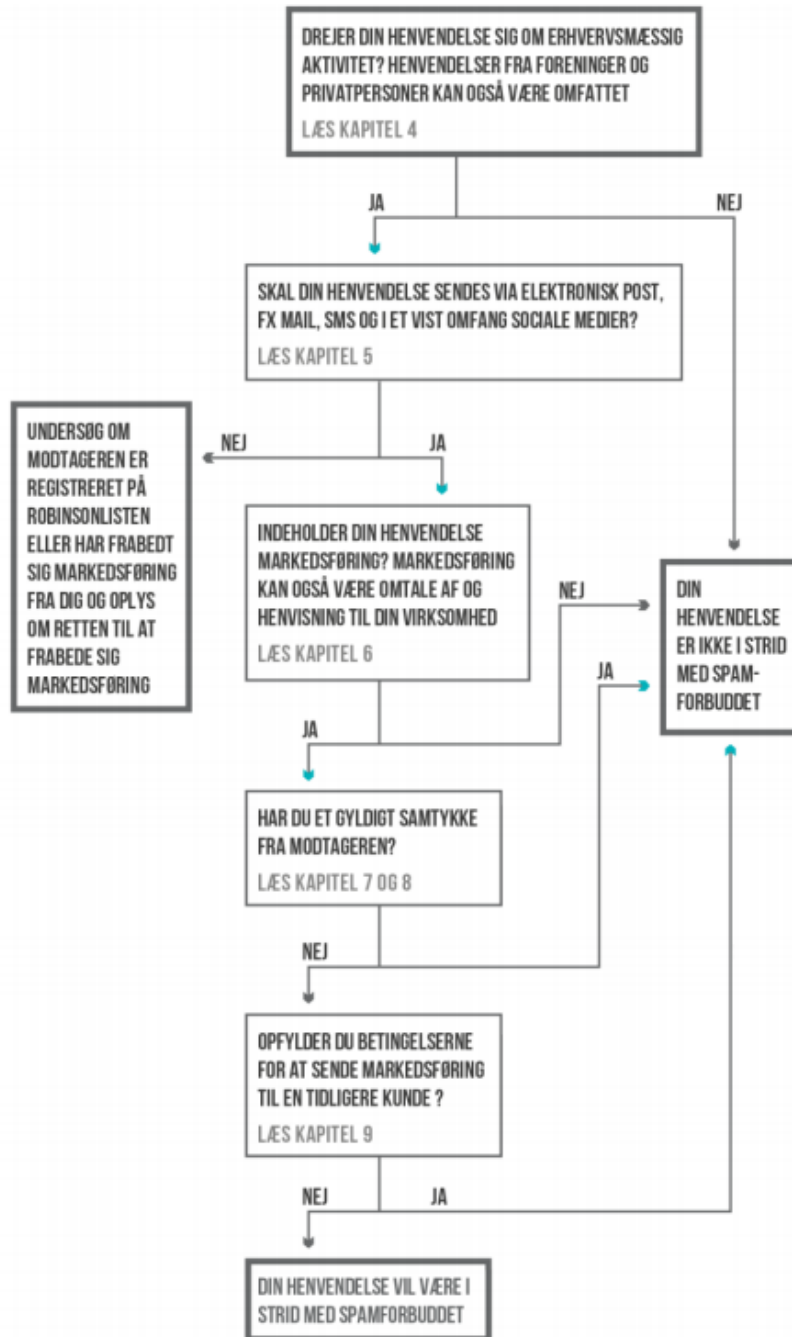 DREJER DIN HENVENDELSE SIG OM ERHVERVSMÆSSIG
AKTIVITET? HENVENDELSER FRA FORENINGER OG
PRIVATPERSONER KAN OGSÅ VÆRE OMFATTET
LÆS KAPITEL 4
JA
NEJ
SKAL DIN HENVENDELSE SENDES VIA ELEKTRONISK POST,
FX MAIL, SMS OG I ET VIST OMFANG SOCIALE MEDIER?
LÆS KAPITEL 5
NEJ
JA
UNDERSØG OM
MODTAGEREN ER
REGISTRERET PÅ
ROBINSONLISTEN
ELLER HAR FRABEDT
SIG MARKEDSFØRING
FRA DIG OG OPLYS
OM RETTEN TIL AT
FRABEDE SIG
MARKEDSFØRING
INDEHOLDER DIN HENVENDELSE
MARKEDSFØRING? MARKEDSFØRING
KAN OGSÅ VÆRE OMTALE AF OG
HENVISNING TIL DIN VIRKSOMHED
LÆS KAPITEL 6
NEJ
JA
DIN
HENVENDELSE
ER IKKE I STRID
MED SPAM-
FORBUDDET
JA
HAR DU ET GYLDIGT SAMTYKKE
FRA MODTAGEREN?
LÆS KAPITEL 7 OG 8
NEJ
OPFYLDER DU BETINGELSERNE
FOR AT SENDE MARKEDSFØRING
TIL EN TIDLIGERE KUNDE ?
LÆS KAPITEL 9
NEJ
JA
DIN HENVENDELSE VIL VÆRE I
STRID MED SPAMFORBUDDET